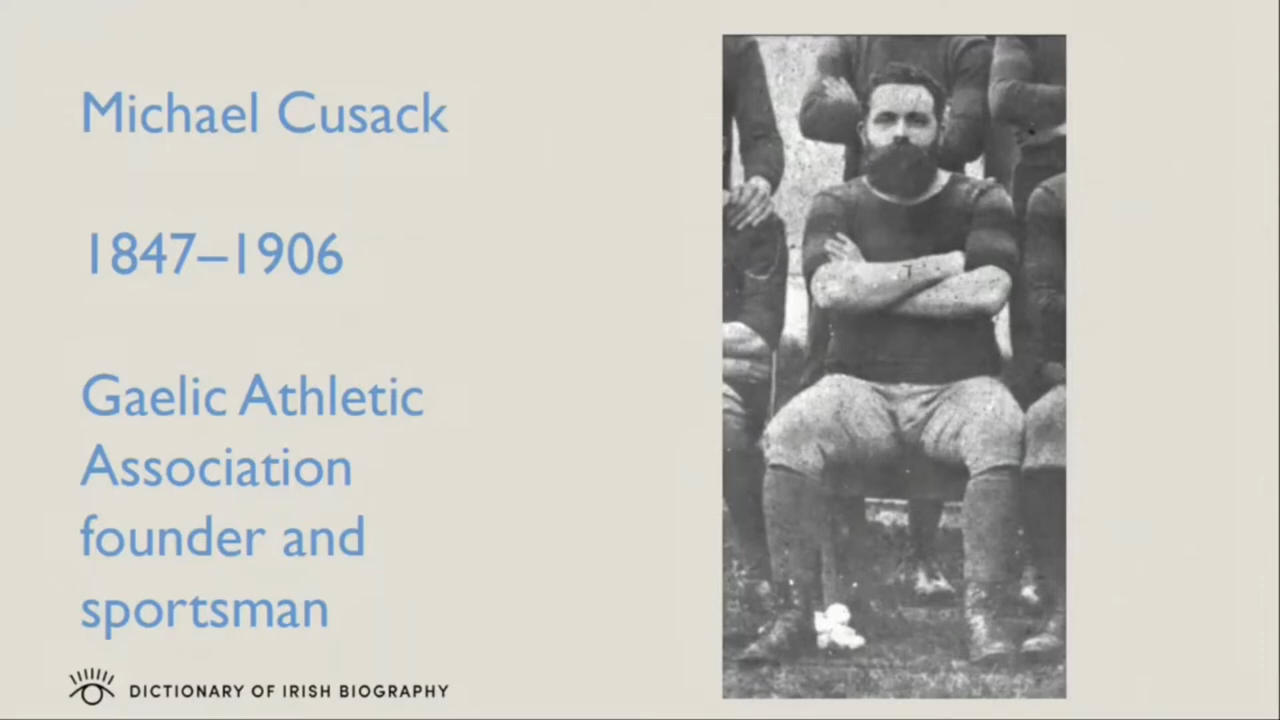 Michael Cusack
1847–1906
Gaelic Athletic
Association
founder and
sportsman
DICTIONARY OF IRISH BIOGRAPHY